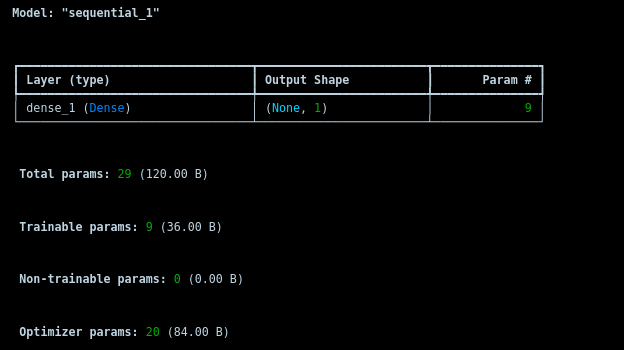 Model: "sequential_1"
Layer (type) Output Shape Param #
dense_1 (Dense) (None, 1) 9
Total params: 29 (120.00 B)
Trainable params: 9 (36.00 B)
Non-trainable params: 0 (0.00 B)
Optimizer params: 20 (84.00 B)